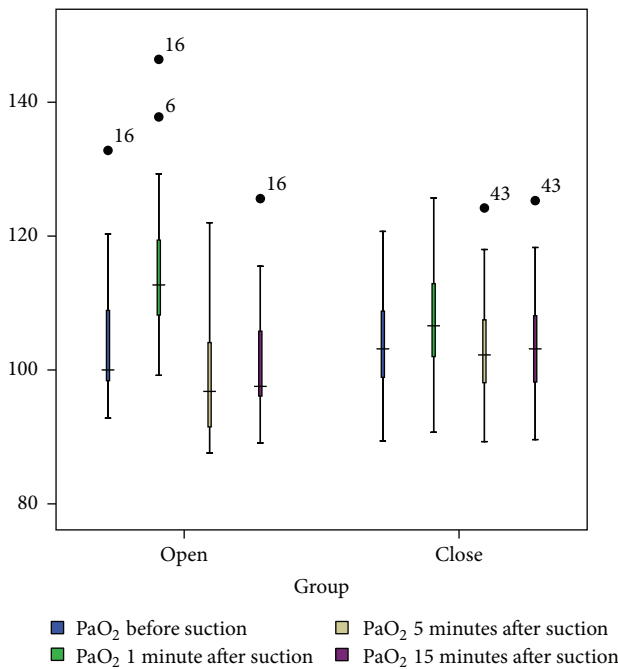 16
140
6
16
16
43
43
120
100
80
Open
Close
Group
PaO₂ before suction
PaO₂ 5 minutes after suction
PaO₂ 1 minute after suction
PaO₂ 15 minutes after suction